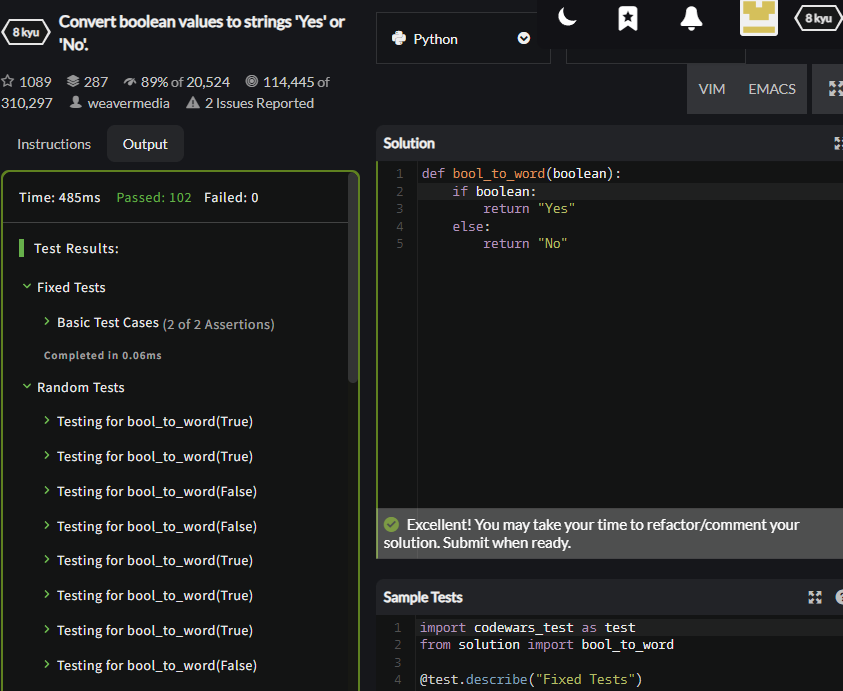 8 kyu
Convert boolean values to strings 'Yes' or
'No'.
1089 287 89% of 20,524 114,445 of
310,297 weavermedia 2 Issues Reported
Python
8 kyu
VIM EMACS
Instructions Output
Time: 485ms Passed: 102 Failed: 0
Test Results:
Fixed Tests
Basic Test Cases (2 of 2 Assertions)
Completed in 0.06ms
Random Tests
Testing for bool_to_word(True)
Testing for bool_to_word(True)
Testing for bool_to_word(False)
Testing for bool_to_word(False)
Testing for bool_to_word(True)
Testing for bool_to_word(True)
Testing for bool_to_word(True)
Testing for bool_to_word(False)
Solution
1 def bool_to_word(boolean):
2 if boolean:
3 return "Yes"
4 else:
5 return "No"
Excellent! You may take your time to refactor/comment your
solution. Submit when ready.
Sample Tests
1 import codewars_test as test
2 from solution import bool_to_word
3
4 @test.describe("Fixed Tests")